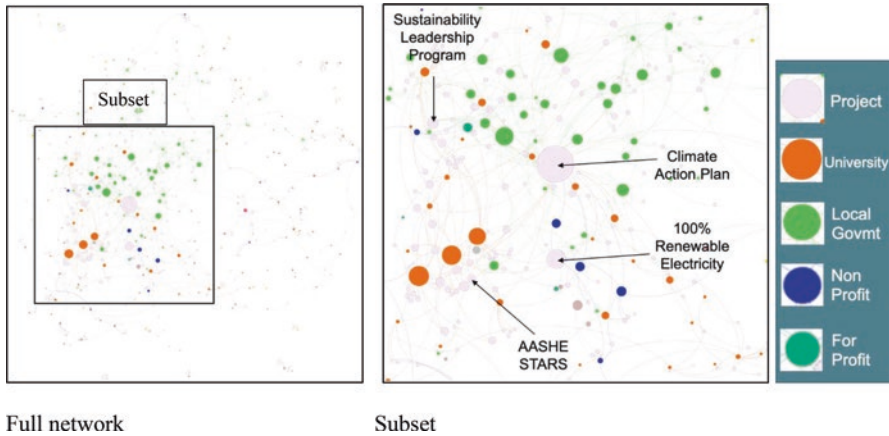 Subset
Sustainability
Leadership
Program
Climate
Action Plan
100%
Renewable
Electricity
AASHE
STARS
Project
University
Local
Govmt
Non
Profit
For
Profit
Full network
Subset